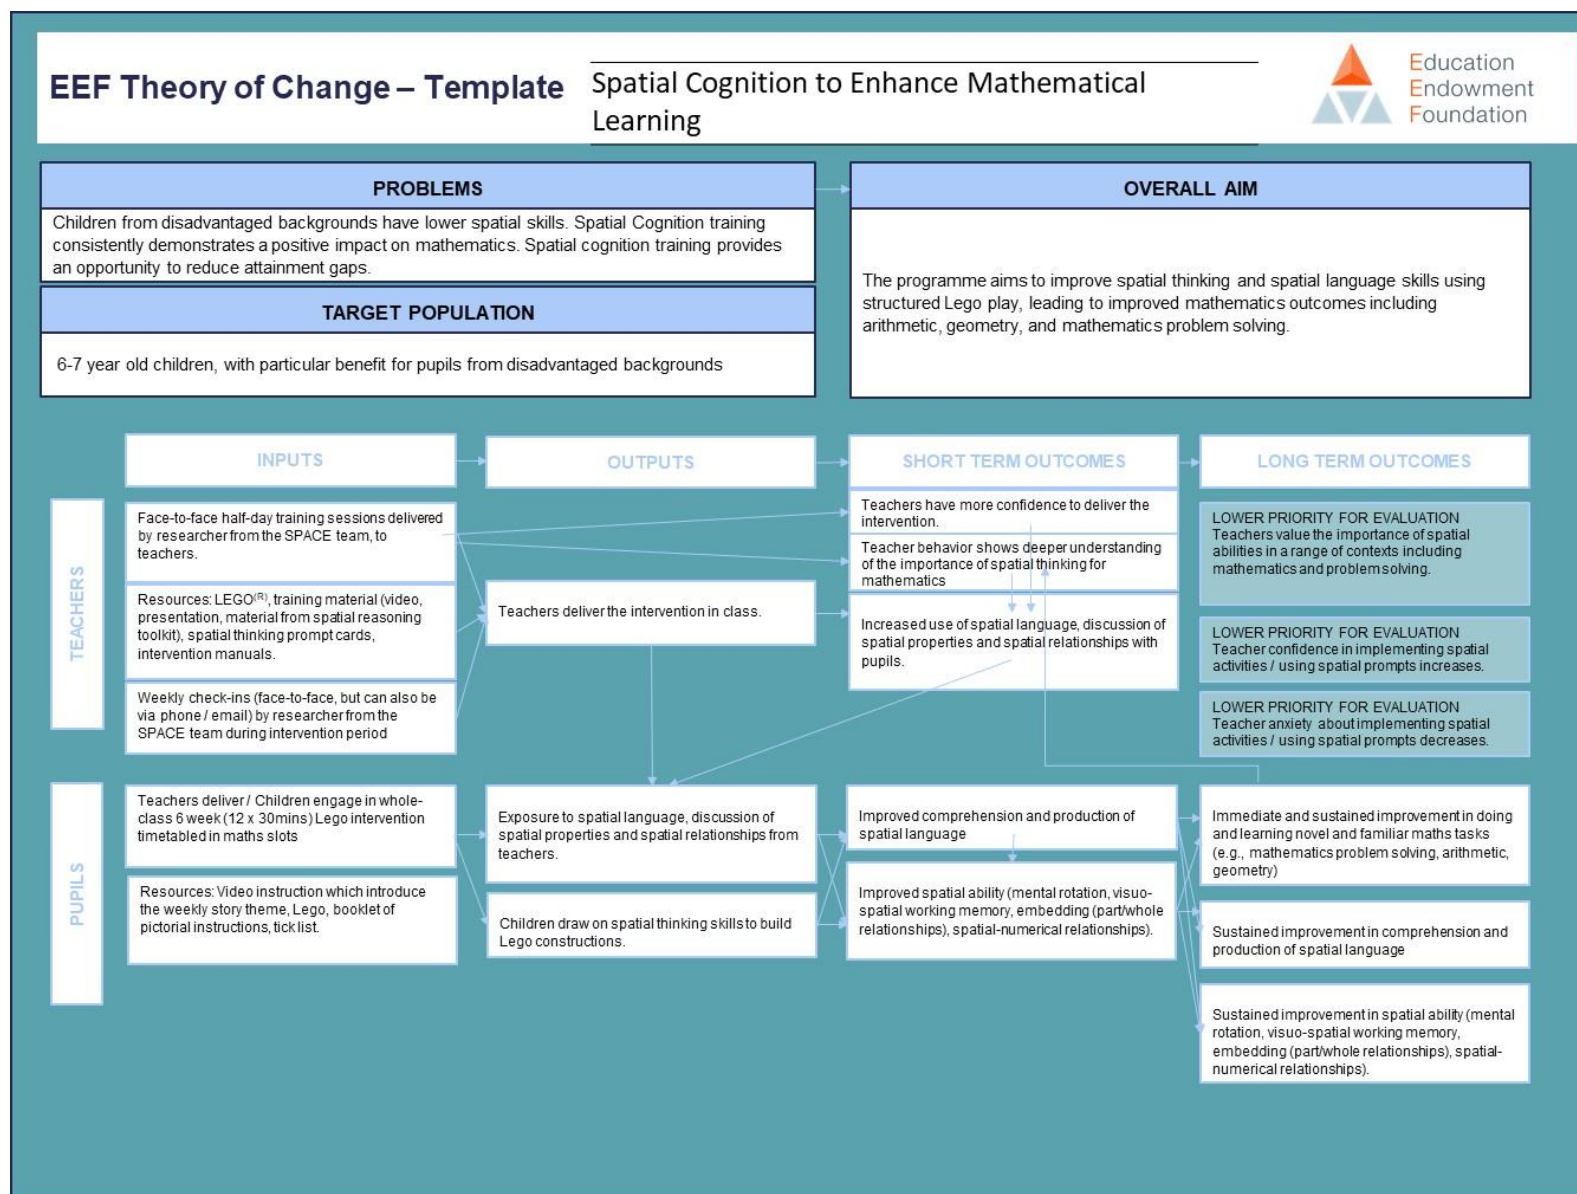 EEF Theory of Change – Template
Spatial Cognition to Enhance Mathematical
Learning
Education
Endowment
Foundation
PROBLEMS
Children from disadvantaged backgrounds have lower spatial skills. Spatial Cognition training
consistently demonstrates a positive impact on mathematics. Spatial cognition training provides
an opportunity to reduce attainment gaps.
TARGET POPULATION
6-7 year old children, with particular benefit for pupils from disadvantaged backgrounds
OVERALL AIM
The programme aims to improve spatial thinking and spatial language skills using
structured Lego play, leading to improved mathematics outcomes including
arithmetic, geometry, and mathematics problem solving.
INPUTS
OUTPUTS
SHORT TERM OUTCOMES
LONG TERM OUTCOMES
TEACHERS
Face-to-face half-day training sessions delivered
by researcher from the SPACE team, to
teachers.
Resources: LEGO(R), training material (video,
presentation, material from spatial reasoning
toolkit), spatial thinking prompt cards,
intervention manuals.
Weekly check-ins (face-to-face, but can also be
via phone / email) by researcher from the
SPACE team during intervention period
Teachers deliver the intervention in class.
Teachers have more confidence to deliver the
intervention.
Teacher behavior shows deeper understanding
of the importance of spatial thinking for
mathematics
Increased use of spatial language, discussion of
spatial properties and spatial relationships with
pupils.
LOWER PRIORITY FOR EVALUATION
Teachers value the importance of spatial
abilities in a range of contexts including
mathematics and problem solving.
LOWER PRIORITY FOR EVALUATION
Teacher confidence in implementing spatial
activities / using spatial prompts increases.
LOWER PRIORITY FOR EVALUATION
Teacher anxiety about implementing spatial
activities / using spatial prompts decreases.
PUPILS
Teachers deliver / Children engage in whole-
class 6 week (12 x 30mins) Lego intervention
timetabled in maths slots
Resources: Video instruction which introduce
the weekly story theme, Lego, booklet of
pictorial instructions, tick list.
Exposure to spatial language, discussion of
spatial properties and spatial relationships from
teachers.
Children draw on spatial thinking skills to build
Lego constructions.
Improved comprehension and production of
spatial language
Improved spatial ability (mental rotation, visuo-
spatial working memory, embedding (part/whole
relationships), spatial-numerical relationships).
Immediate and sustained improvement in doing
and learning novel and familiar maths tasks
(e.g., mathematics problem solving, arithmetic,
geometry)
Sustained improvement in comprehension and
production of spatial language
Sustained improvement in spatial ability (mental
rotation, visuo-spatial working memory,
embedding (part/whole relationships), spatial-
numerical relationships).